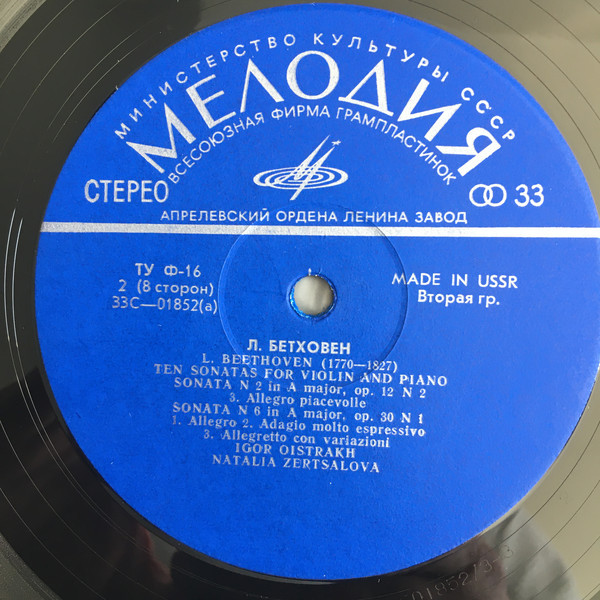 МИНИСТЕРСТВО КУЛЬТУРЫ СССР
МЕЛОДИЯ
ВСЕСОЮЗНАЯ ФИРМА ГРАМПЛАСТИНОК
СТЕРЕО
33
АПРЕЛЕВСКИЙ ОРДЕНА ЛЕНИНА ЗАВОД
ТУ Ф-16
2 (8 сторон)
33С—01852(а)
MADE IN USSR
Вторая гр.
Л. БЕТХОВЕН
L. BEETHOVEN (1770—1827)
TEN SONATAS FOR VIOLIN AND PIANO
SONATA N 2 in A major, op. 12 N 2
3. Allegro piacevolle
SONATA N 6 in A major, op. 30 N 1
1. Allegro 2. Adagio molto espressivo
3. Allegretto con variazioni
IGOR OISTRAKH
NATALIA ZERTSALOVA